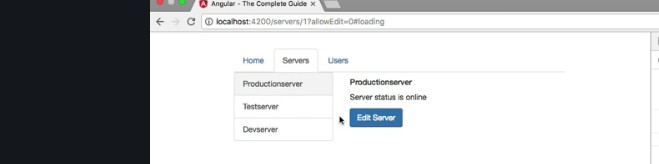 Angular - The Complete Guide
localhost:4200/servers/1?allowEdit=0#loading
Home Servers Users
Productionserver Productionserver
Testserver Server status is online
Devserver Edit Server